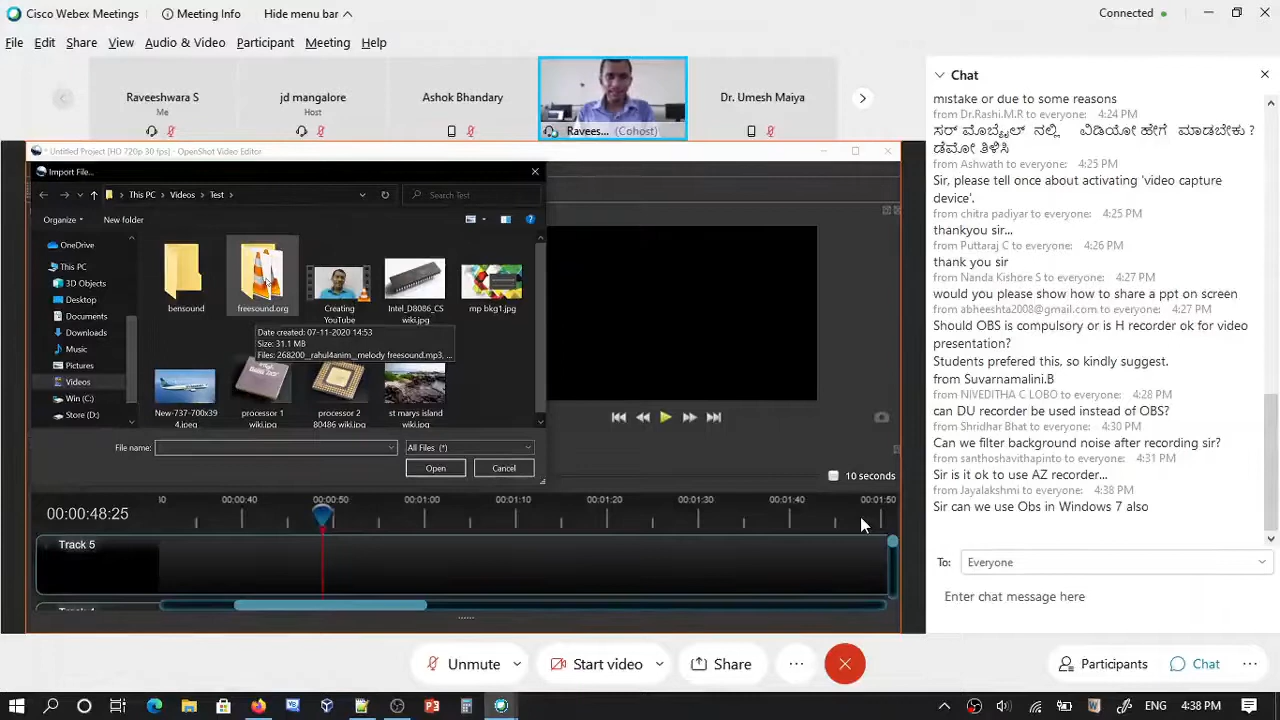 Cisco Webex Meetings
Meeting Info
Hide menu bar
Connected
File Edit Share View Audio & Video Participant Meeting Help
Raveeshwara S
Me
jd mangalore
Host
Ashok Bhandary
Ravees... (Cohost)
Dr. Umesh Maiya
* Untitled Project [HO 720p 30 fps] - OpenShot Video Editor
Import File...
This PC > Videos > Test >
Search Test
Organize
New folder
OneDrive
This PC
3D Objects
Desktop
Documents
Downloads
Music
Pictures
Videos
Win (C:)
Store (D:)
bensound
freesound.org
Creating
YouTube
Intel_D8086_CS
wiki.jpg
mp bkg1.jpg
Date created: 07-11-2020 14:53
Size: 31.1 MB
Files: 268200__rahul4anim__melody freesound.mp3, ...
New-737-700x39
4.jpeg
processor 1
wiki.jpg
processor 2
80486 wiki.jpg
st marys island
wiki.jpg
File name:
All Files (*)
Open
Cancel
10 seconds
00:00:48:25
00:00:40
00:00:50
00:01:00
00:01:10
00:01:20
00:01:30
00:01:40
00:01:50
Track 5
Chat
mistake or due to some reasons
from Dr.Rashi.M.R to everyone: 4:24 PM
ಸರ್ ಮೊಬೈಲ್ ನಲ್ಲಿ ವಿಡಿಯೋ ಹೇಗೆ ಮಾಡಬೇಕು ?
ಡೆಮೋ ತಿಳಿಸಿ
from Ashwath to everyone: 4:25 PM
Sir, please tell once about activating 'video capture
device'.
from chitra padiyar to everyone: 4:25 PM
thankyou sir...
from Puttaraj C to everyone: 4:26 PM
thank you sir
from Nanda Kishore S to everyone: 4:27 PM
would you please show how to share a ppt on screen
from abheeshta2008@gmail.com to everyone: 4:27 PM
Should OBS is compulsory or is H recorder ok for video
presentation?
Students prefered this, so kindly suggest.
from Suvarnamalini.B
from NIVEDITHA C LOBO to everyone: 4:28 PM
can DU recorder be used instead of OBS?
from Shridhar Bhat to everyone: 4:30 PM
Can we filter background noise after recording sir?
from santhoshavithapinto to everyone: 4:31 PM
Sir is it ok to use AZ recorder...
from Jayalakshmi to everyone: 4:38 PM
Sir can we use Obs in Windows 7 also
To: Everyone
Enter chat message here
Unmute
Start video
Share
Participants
Chat
ENG 4:38 PM